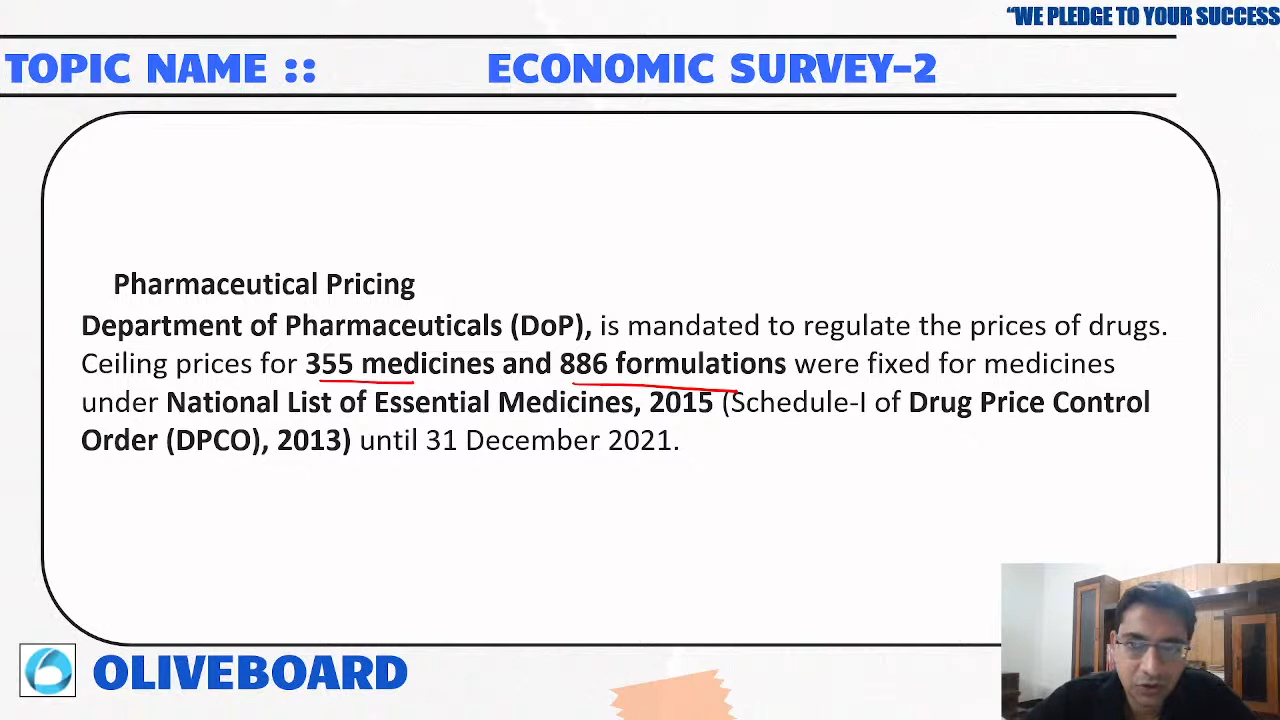 “WE PLEDGE TO YOUR SUCCESS
TOPIC NAME :: ECONOMIC SURVEY-2
Pharmaceutical Pricing
Department of Pharmaceuticals (DoP), is mandated to regulate the prices of drugs.
Ceiling prices for 355 medicines and 886 formulations were fixed for medicines
under National List of Essential Medicines, 2015 (Schedule-I of Drug Price Control
Order (DPCO), 2013) until 31 December 2021.
OLIVEBOARD